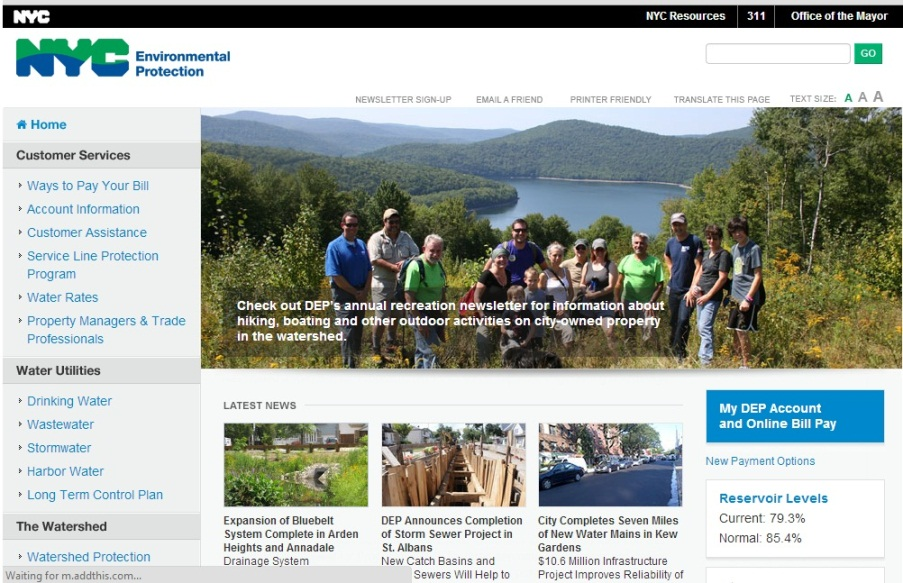 NYC
NYC Resources
311
Office of the Mayor
NYC
Environmental
Protection
GO
NEWSLETTER SIGN-UP
EMAIL A FRIEND
PRINTER FRIENDLY
TRANSLATE THIS PAGE
TEXT SIZE: A A A
Home
Customer Services
Ways to Pay Your Bill
Account Information
Customer Assistance
Service Line Protection
Program
Water Rates
Property Managers & Trade
Professionals
Water Utilities
Drinking Water
Wastewater
Stormwater
Harbor Water
Long Term Control Plan
The Watershed
Watershed Protection
Waiting for m.addthis.com...
Check out DEP's annual recreation newsletter for information about
hiking, boating and other outdoor activities on city-owned property
in the watershed.
LATEST NEWS
Expansion of Bluebelt
System Complete in Arden
Heights and Annadale
Drainage System
DEP Announces Completion
of Storm Sewer Project in
St. Albans
New Catch Basins and
Sewers Will Help to
City Completes Seven Miles
of New Water Mains in Kew
Gardens
$10.6 Million Infrastructure
Project Improves Reliability of
My DEP Account
and Online Bill Pay
New Payment Options
Reservoir Levels
Current: 79.3%
Normal: 85.4%